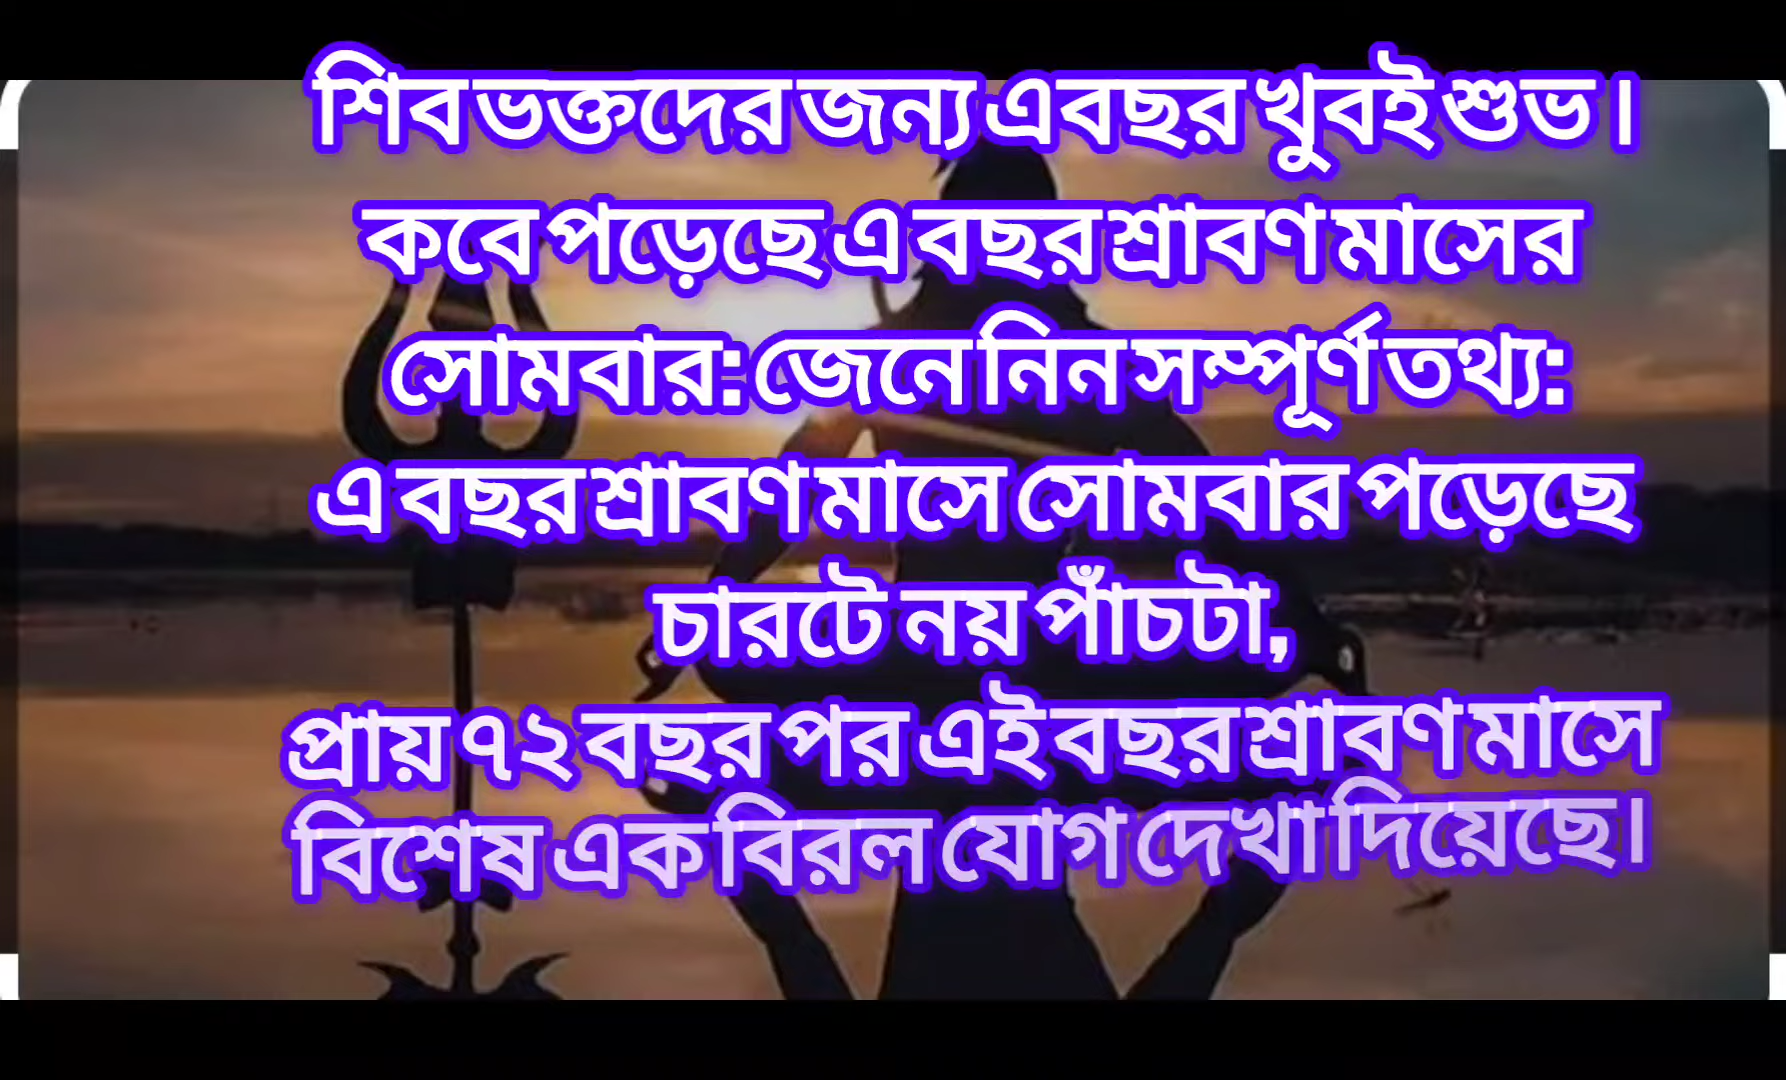 শিব ভক্তদের জন্য এবছর খুবই শুভ।
কবে পড়েছে এ বছর শ্রাবণ মাসের
সোমবার: জেনে নিন সম্পূর্ণ তথ্য:
এ বছর শ্রাবণ মাসে সোমবার পড়েছে
চারটে নয় পাঁচটা,
প্রায় ৭২ বছর পর এই বছর শ্রাবণ মাসে
বিশেষ এক বিরল যোগ দেখা দিয়েছে।